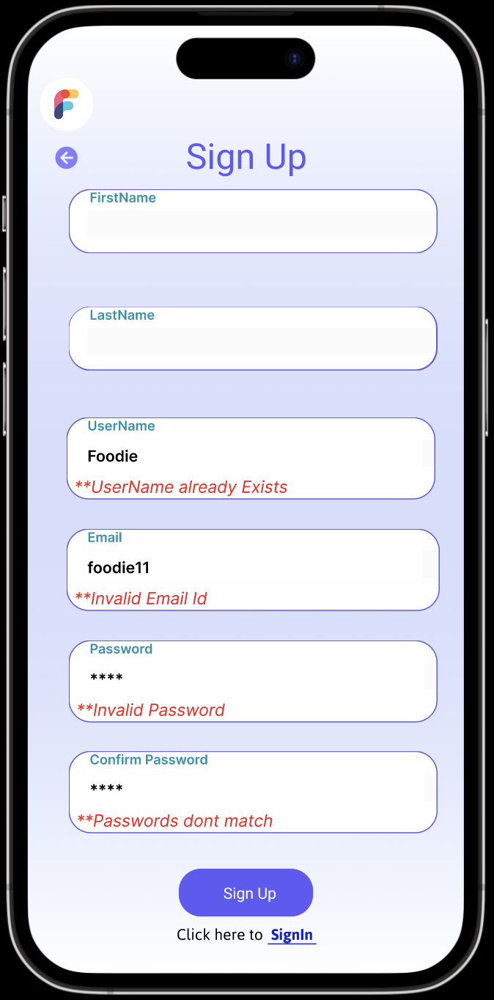 F
Sign Up
FirstName
LastName
UserName
Foodie
**UserName already Exists
Email
foodie11
**Invalid Email Id
Password
****
**Invalid Password
Confirm Password
****
**Passwords dont match
Sign Up
Click here to SignIn